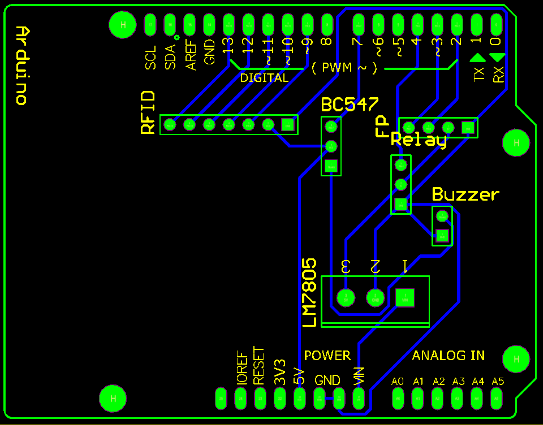 Arduino
SCL
SDA
AREF
GND
13
12
~11
~10
~9
8
7
~6
~5
4
~3
2
1
0
TX
RX
DIGITAL ( PWM ~ )
RFID
BC547
FP
Relay
Buzzer
LM7805
3 2 1
POWER
ANALOG IN
IOREF
RESET
3V3
5V
GND
VIN
A0 A1 A2 A3 A4 A5